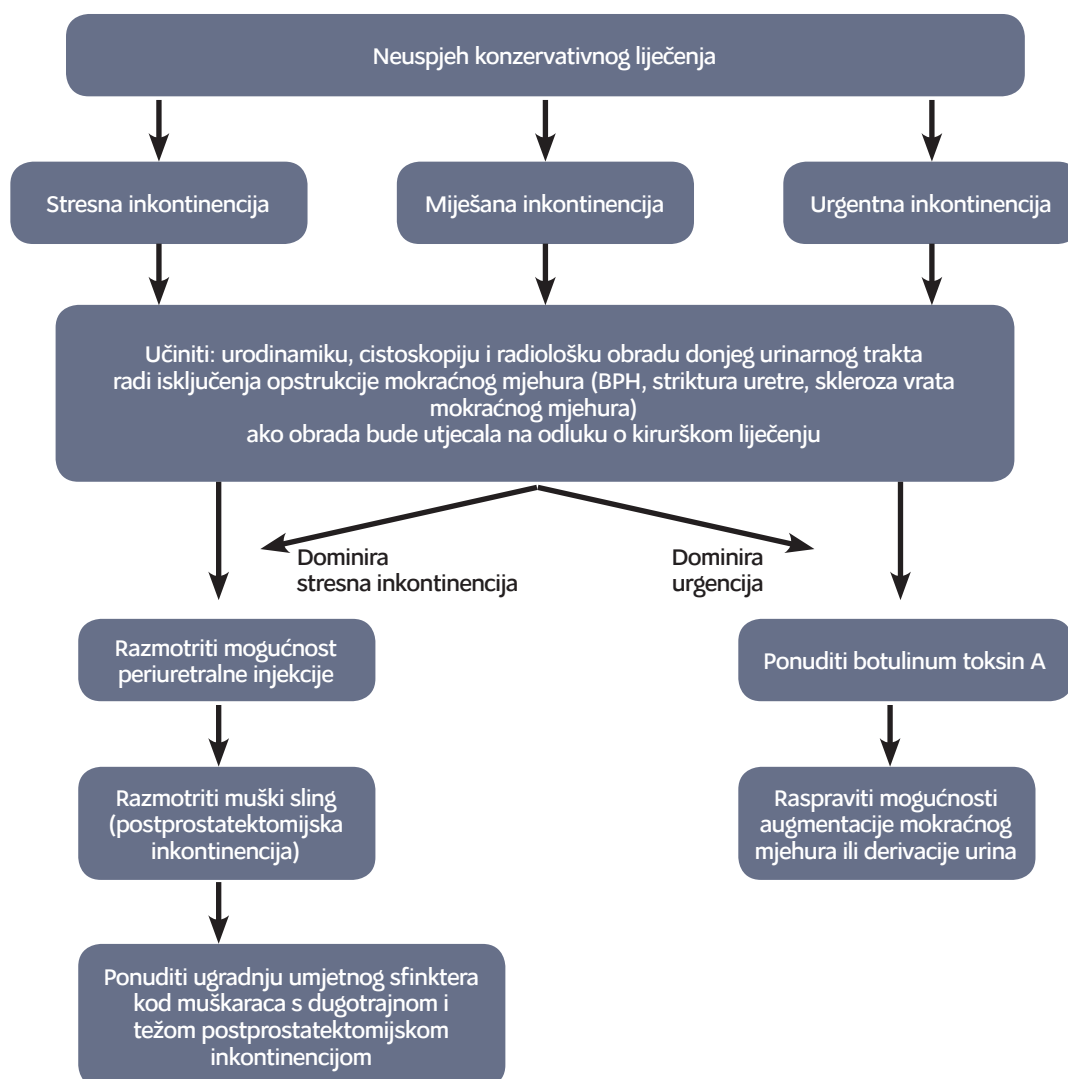 Neuspjeh konzervativnog liječenja
Stresna inkontinencija
Miješana inkontinencija
Urgentna inkontinencija
Učiniti: urodinamiku, cistoskopiju i radiološku obradu donjeg urinarnog trakta
radi isključenja opstrukcije mokraćnog mjehura (BPH, striktura uretre, skleroza vrata
mokraćnog mjehura)
ako obrada bude utjecala na odluku o kirurškom liječenju
Dominira
stresna inkontinencija
Dominira
urgencija
Razmotriti mogućnost
periuretralne injekcije
Ponuditi botulinum toksin A
Razmotriti muški sling
(postprostatektomijska
inkontinencija)
Raspraviti mogućnosti
augmentacije mokraćnog
mjehura ili derivacije urina
Ponuditi ugradnju umjetnog sfinktera
kod muškaraca s dugotrajnom i
težom postprostatektomijskom
inkontinencijom